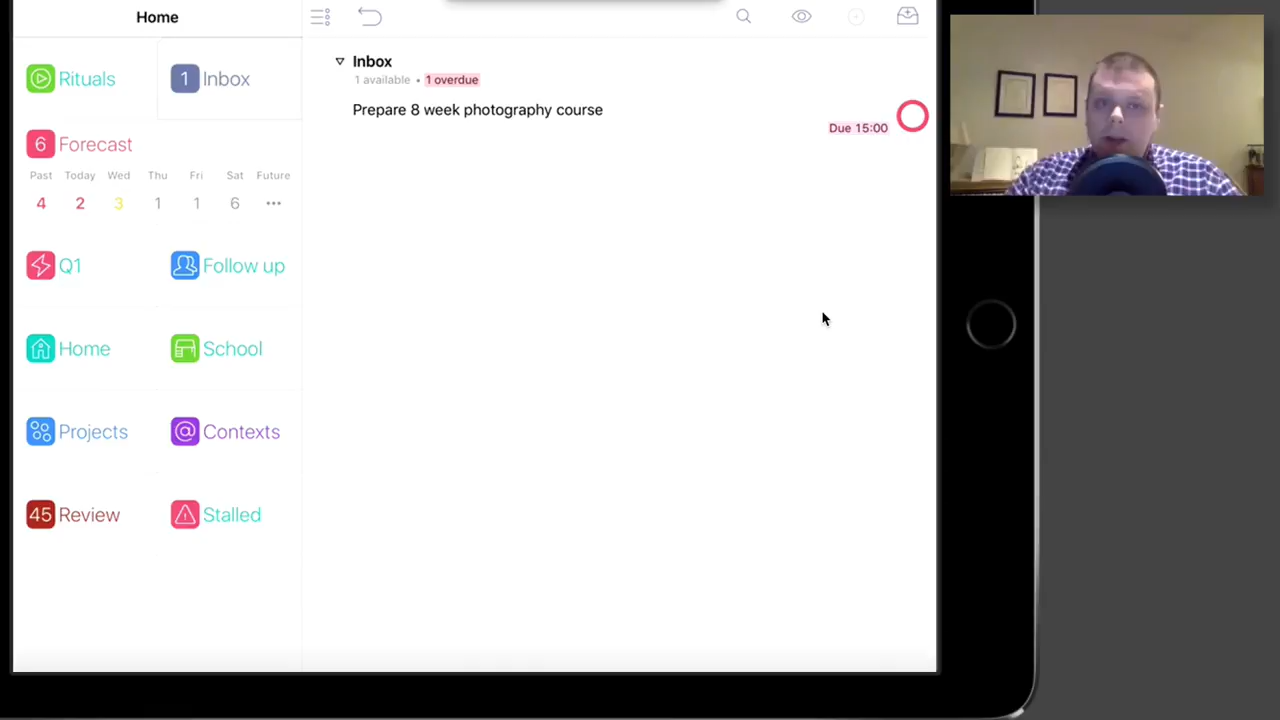 Home
Rituals
1 Inbox
6 Forecast
Past Today Wed Thu Fri Sat Future
4 2 3 1 1 6 •••
Q1
Follow up
Home
School
Projects
@ Contexts
45 Review
Stalled
Inbox
1 available • 1 overdue
Prepare 8 week photography course
Due 15:00